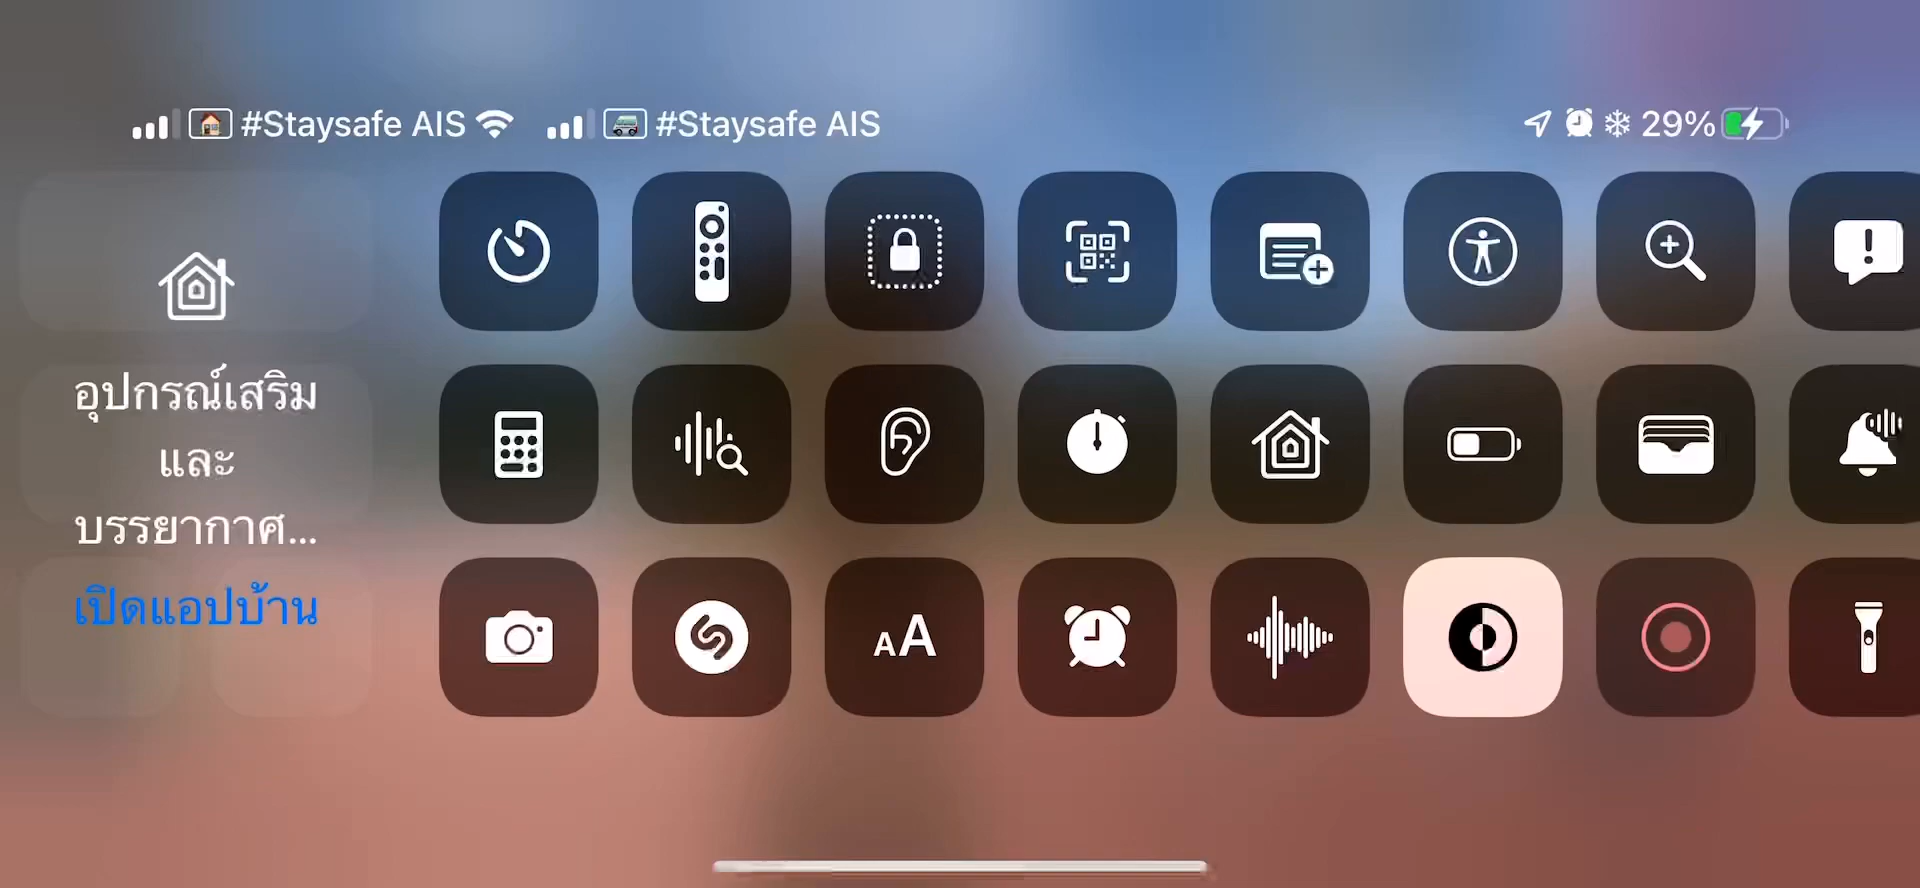 #Staysafe AIS #Staysafe AIS 29%
อุปกรณ์เสริม
และ
บรรยากาศ...
เปิดแอปบ้าน
AA